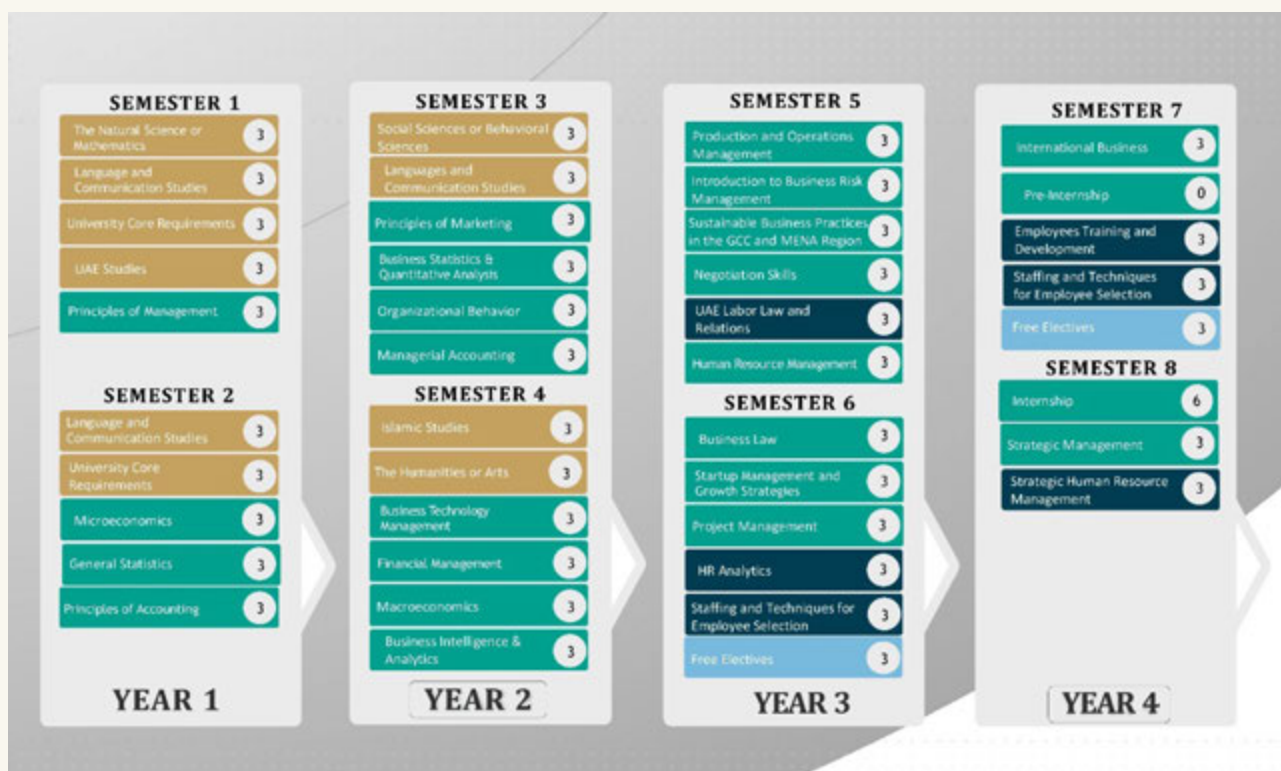 SEMESTER 1
The Natural Science or
Mathematics
3
Language and
Communication Studies
3
University Core Requirements
3
UAE Studies
3
Principles of Management
3
SEMESTER 2
Language and
Communication Studies
3
University Core
Requirements
3
Microeconomics
3
General Statistics
3
Principles of Accounting
3
YEAR 1
SEMESTER 3
Social Sciences or Behavioral
Sciences
3
Languages and
Communication Studies
3
Principles of Marketing
3
Business Statistics &
Quantitative Analysis
3
Organizational Behavior
3
Managerial Accounting
3
SEMESTER 4
Islamic Studies
3
The Humanities or Arts
3
Business Technology
Management
3
Financial Management
3
Macroeconomics
3
Business Intelligence &
Analytics
3
YEAR 2
SEMESTER 5
Production and Operations
Management
3
Introduction to Business Risk
Management
3
Sustainable Business Practices
in the GCC and MENA Region
3
Negotiation Skills
3
UAE Labor Law and
Relations
3
Human Resource Management
3
SEMESTER 6
Business Law
3
Startup Management and
Growth Strategies
3
Project Management
3
HR Analytics
3
Staffing and Techniques for
Employee Selection
3
Free Electives
3
YEAR 3
SEMESTER 7
International Business
3
Pre-Internship
0
Employees Training and
Development
3
Staffing and Techniques
for Employee Selection
3
Free Electives
3
SEMESTER 8
Internship
6
Strategic Management
3
Strategic Human Resource
Management
3
YEAR 4